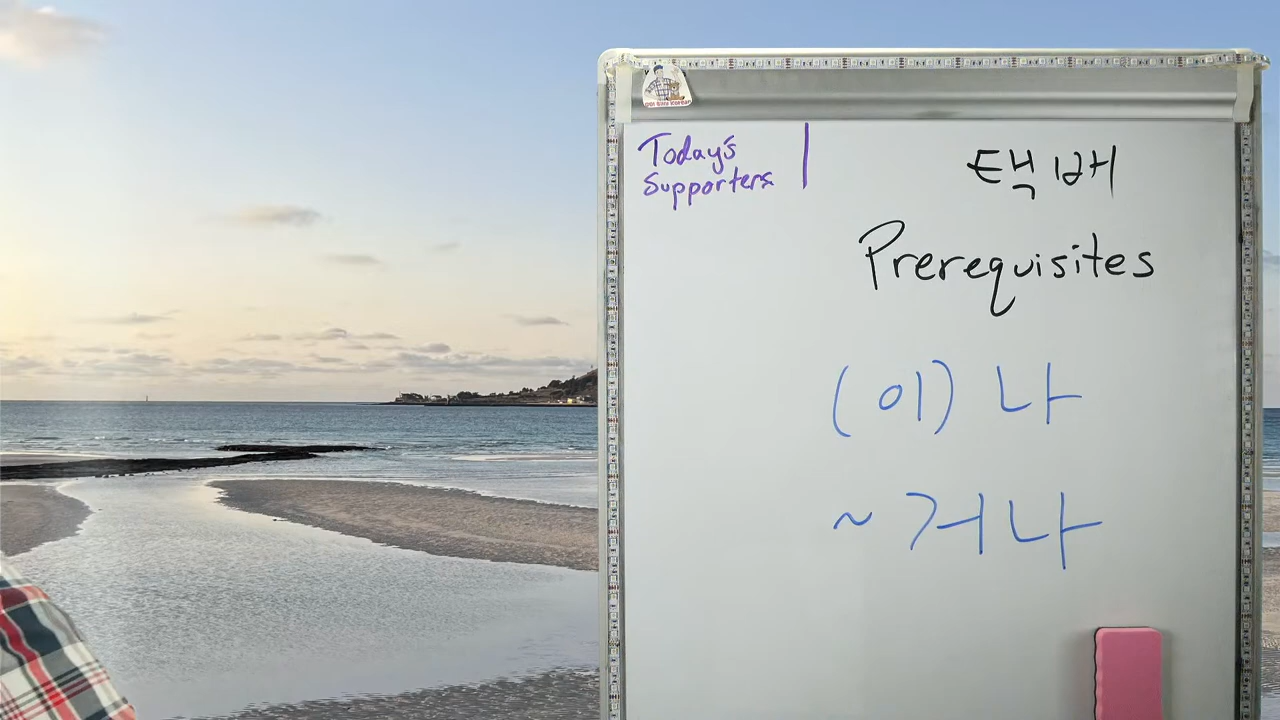 Today's
Supporters
택배
Prerequisites
(이)나
~거나